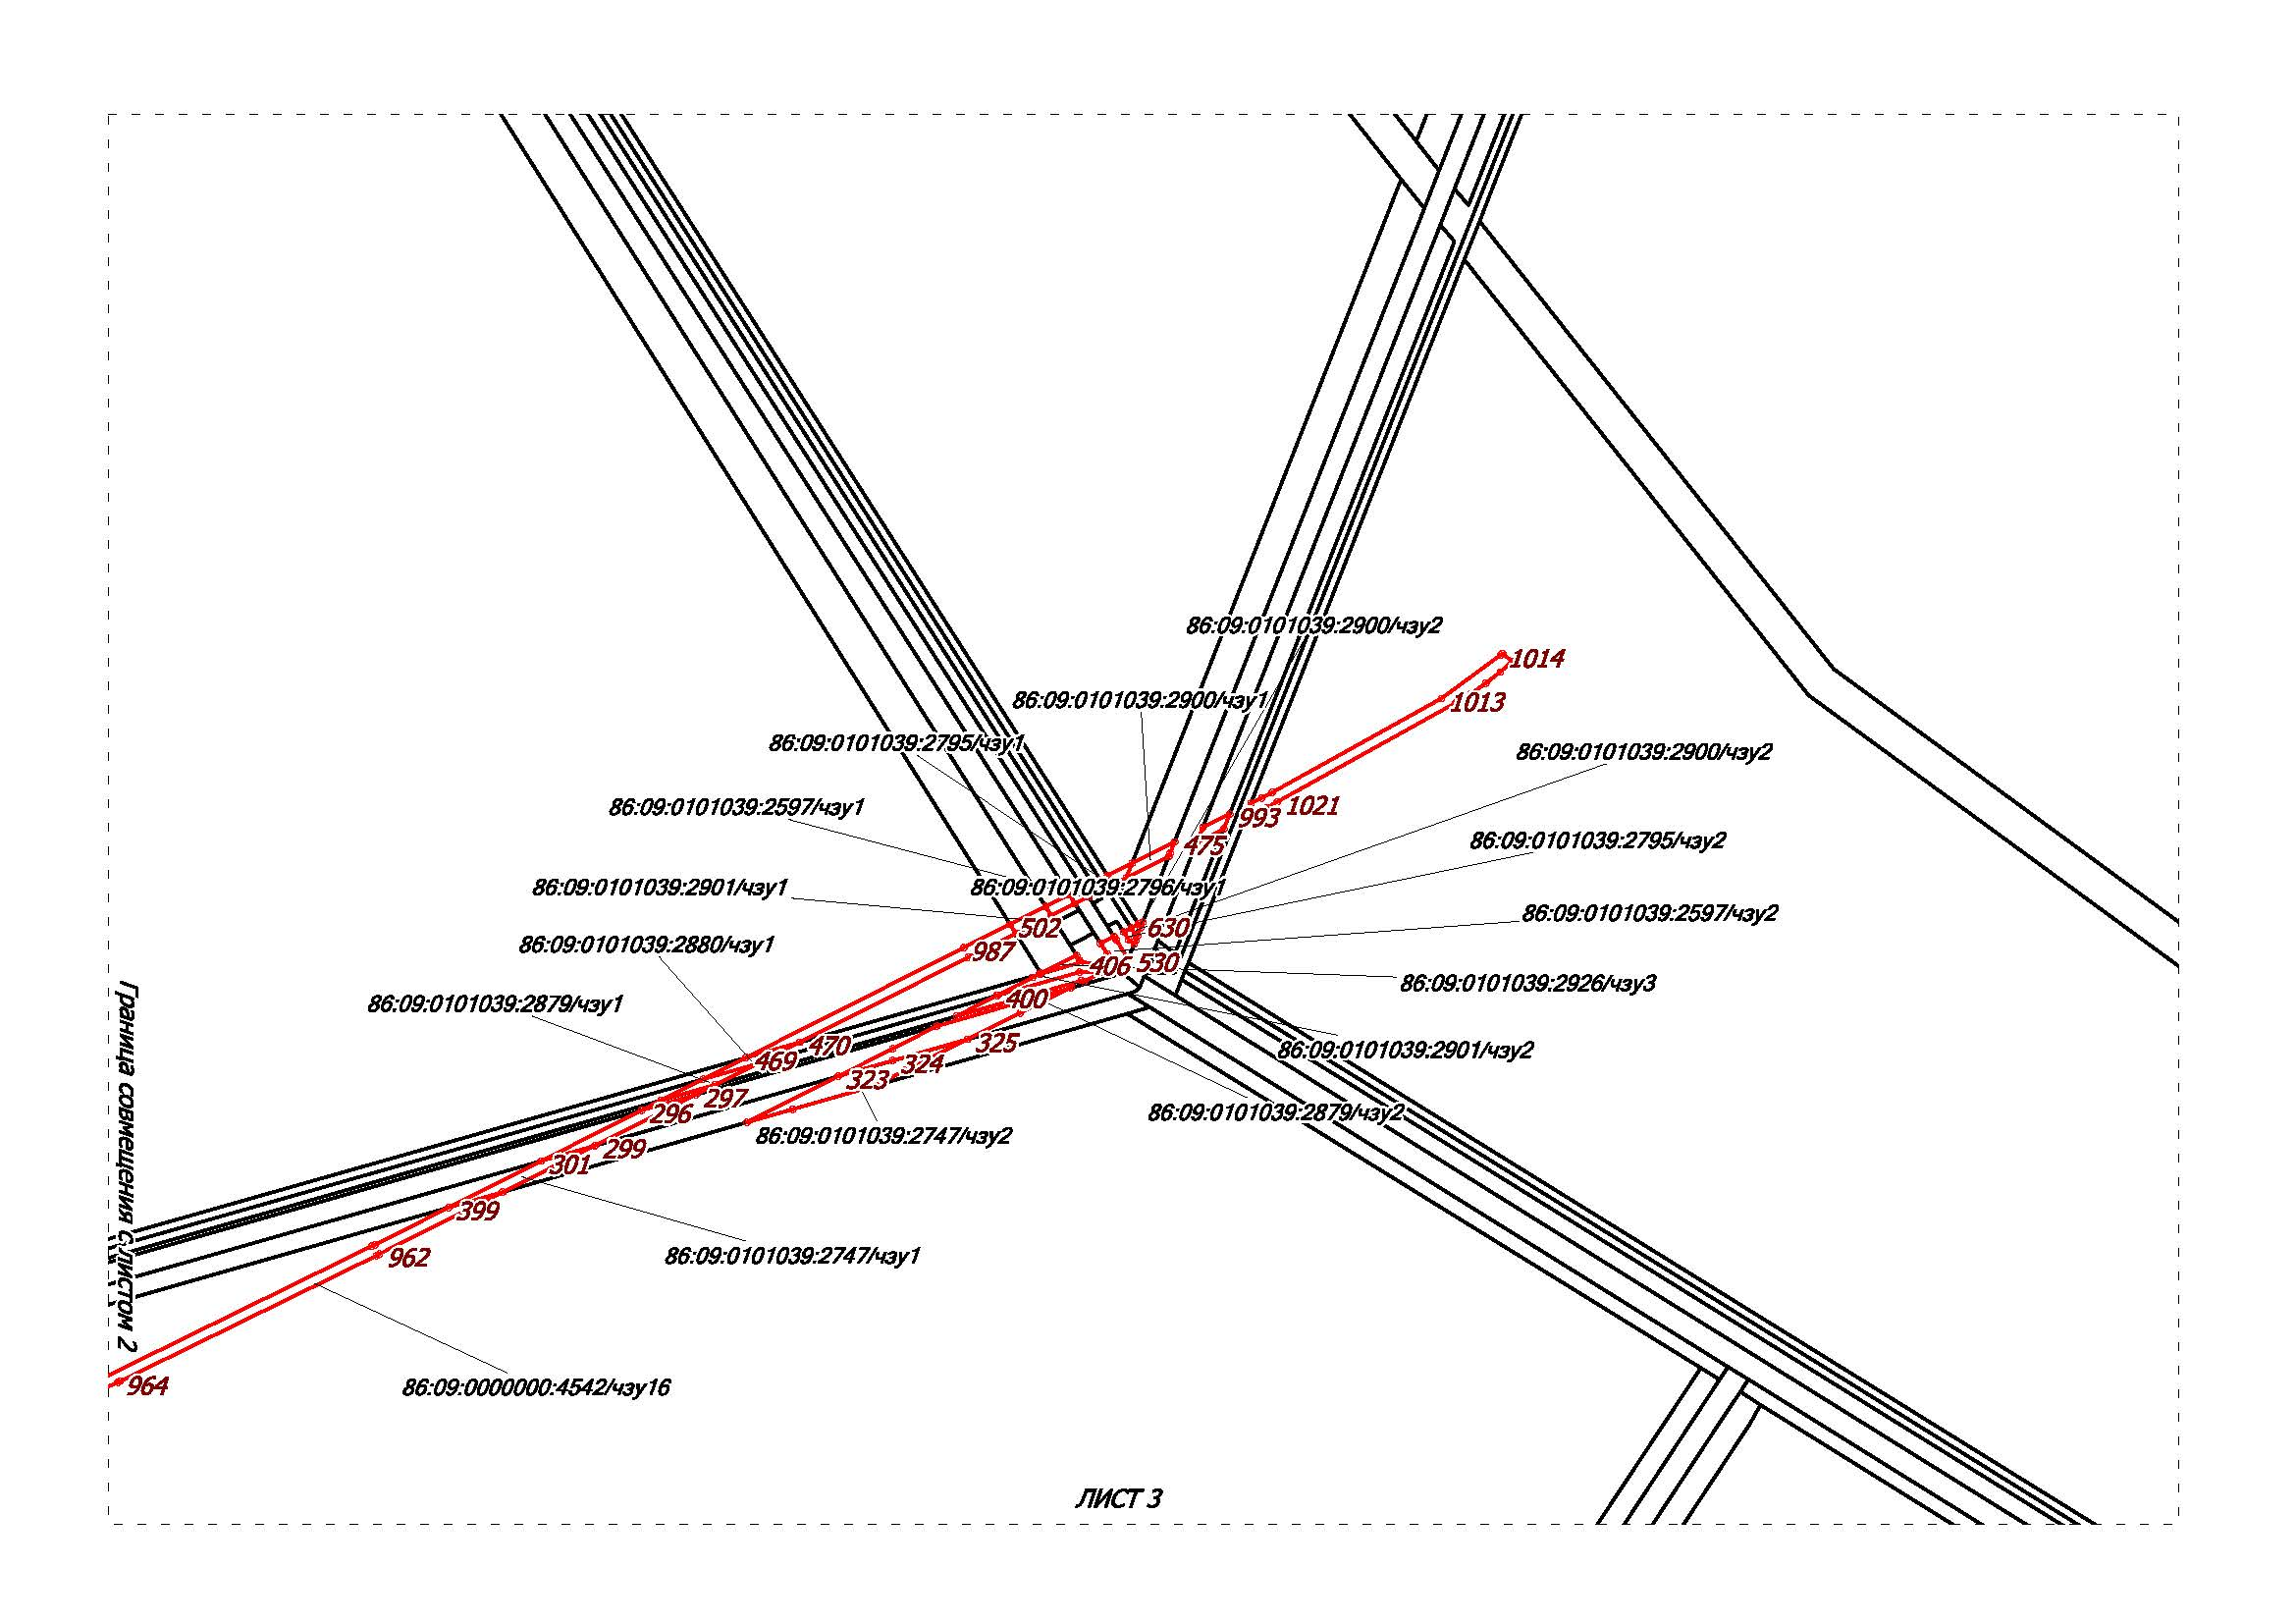 86:09:0101039:2900/чзу2
1014
86:09:0101039:2900/чзу1
1013
86:09:0101039:2795/чзу1
86:09:0101039:2900/чзу2
86:09:0101039:2597/чзу1
1021
993
475
86:09:0101039:2795/чзу2
86:09:0101039:2901/чзу1
86:09:0101039:2796/чзу1
86:09:0101039:2597/чзу2
502
630
86:09:0101039:2880/чзу1
987
406
530
86:09:0101039:2926/чзу3
86:09:0101039:2879/чзу1
400
470
325
86:09:0101039:2901/чзу2
469
324
323
297
296
86:09:0101039:2879/чзу2
86:09:0101039:2747/чзу2
299
301
Граница совмещения с листом 2
399
962
86:09:0101039:2747/чзу1
964
86:09:0000000:4542/чзу16
ЛИСТ 3